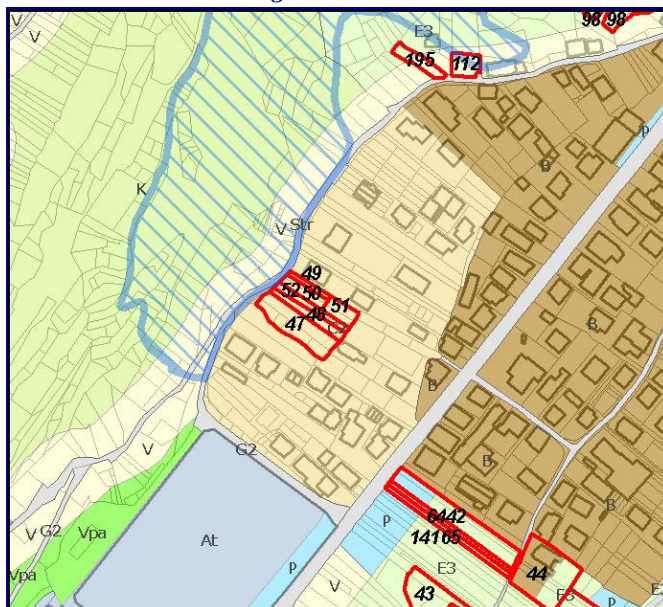 98 98
V
V
E3
195
112
P
K
B
V Str
49
52 50 51
48
47
B
B
G2
V
B
6442
14165
Vpa
V G2
At
P
B
B
E3
44
Vpa
P
V
43
E3
P